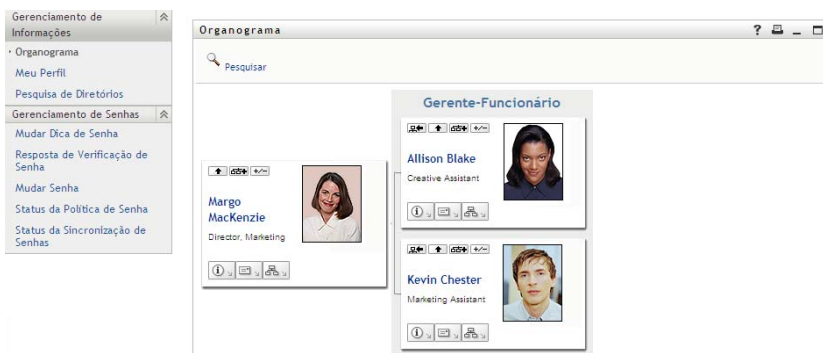 Gerenciamento de
Informações
Organograma
Meu Perfil
Pesquisa de Diretórios
Gerenciamento de Senhas
Mudar Dica de Senha
Resposta de Verificação de
Senha
Mudar Senha
Status da Política de Senha
Status da Sincronização de
Senhas
Organograma
Pesquisar
Gerente-Funcionário
Margo
MacKenzie
Director, Marketing
Allison Blake
Creative Assistant
Kevin Chester
Marketing Assistant